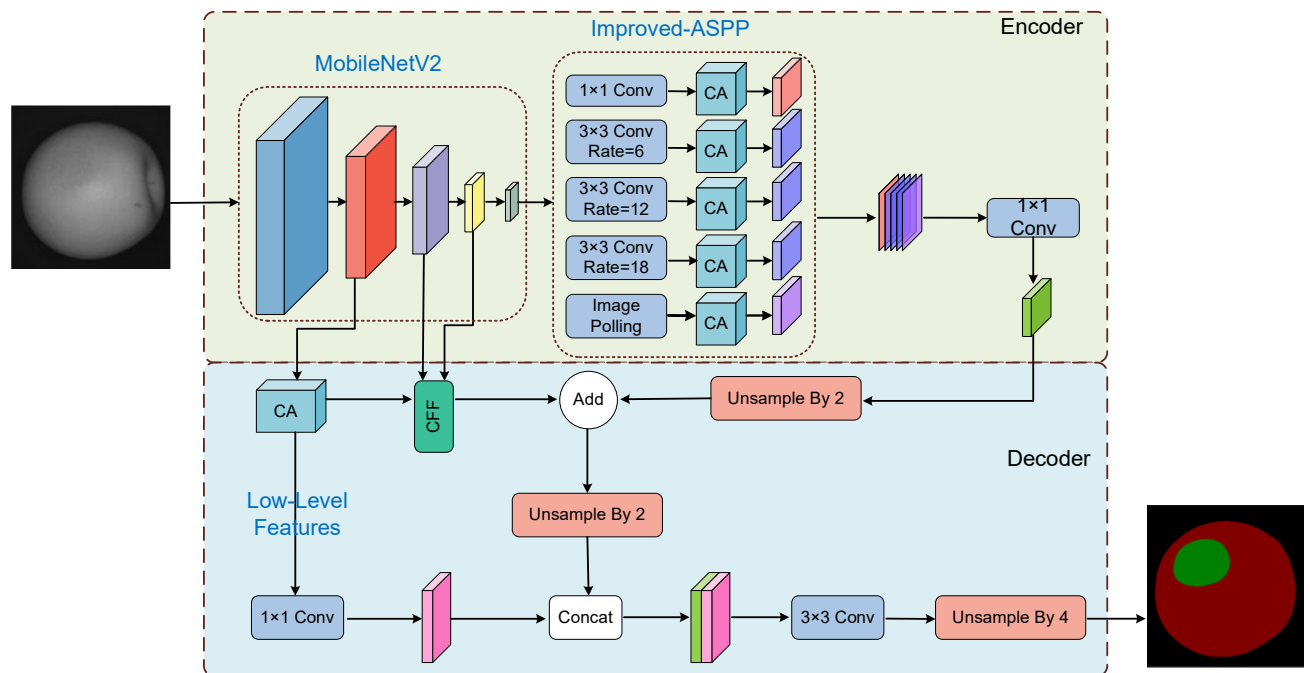 Encoder
Improved-ASPP
MobileNetV2
1×1 Conv
CA
3×3 Conv
Rate=6
CA
3×3 Conv
Rate=12
CA
3×3 Conv
Rate=18
CA
Image
Polling
CA
1×1
Conv
CA
CFF
Add
Unsample By 2
Decoder
Low-Level
Features
Unsample By 2
1×1 Conv
Concat
3×3 Conv
Unsample By 4